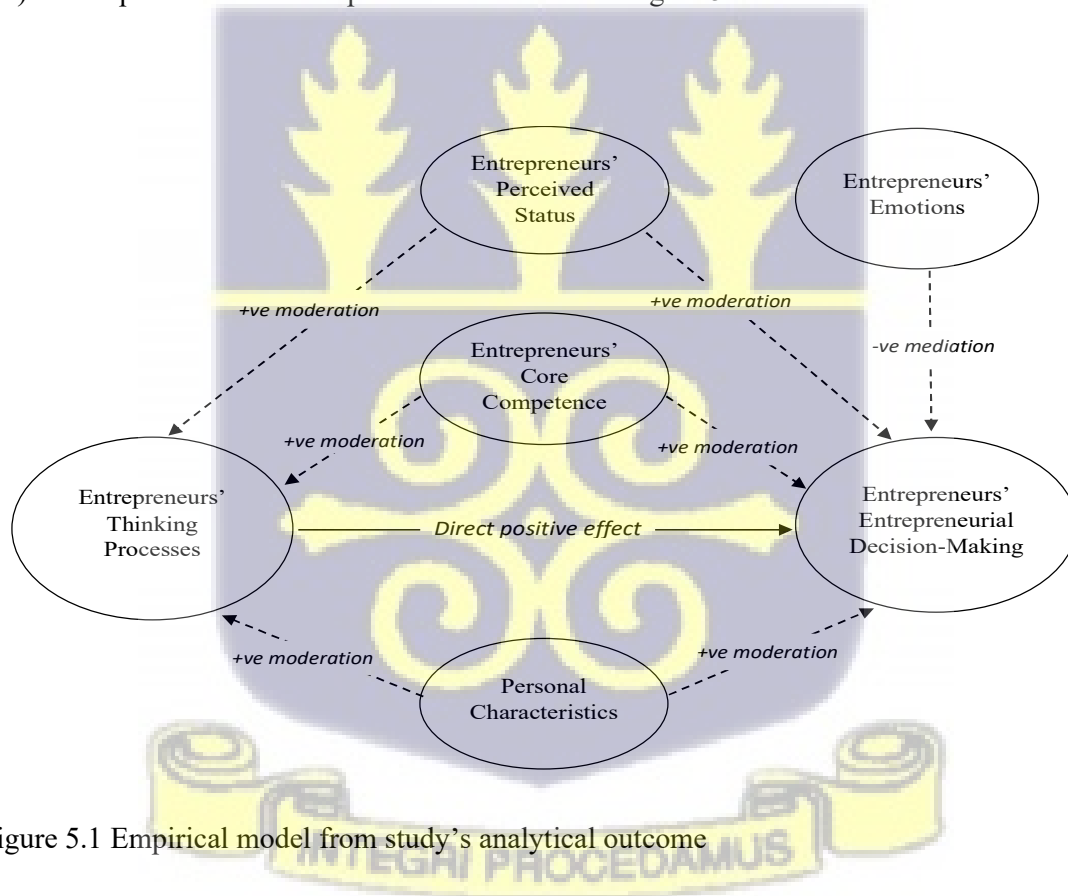 Entrepreneurs’
Perceived
Status
Entrepreneurs’
Emotions
+ve moderation
+ve moderation
-ve mediation
Entrepreneurs’
Core
Competence
+ve moderation
+ve moderation
Entrepreneurs’
Thinking
Processes
Direct positive effect
Entrepreneurs’
Entrepreneurial
Decision-Making
+ve moderation
+ve moderation
Personal
Characteristics
igure 5.1 Empirical model from study’s analytical outcome
INTEGRI PROCEDAMUS